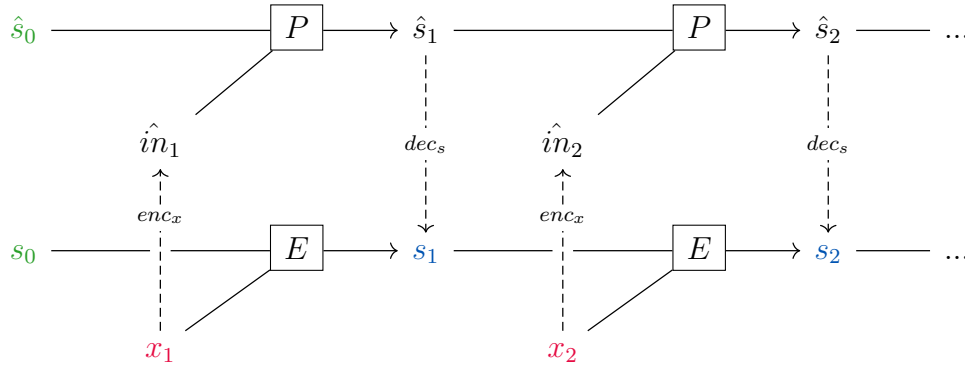 ŝ₀ P ŝ₁ P ŝ₂ ...
în₁ dec_s în₂ dec_s
enc_x enc_x
s₀ E s₁ E s₂ ...
x₁ x₂